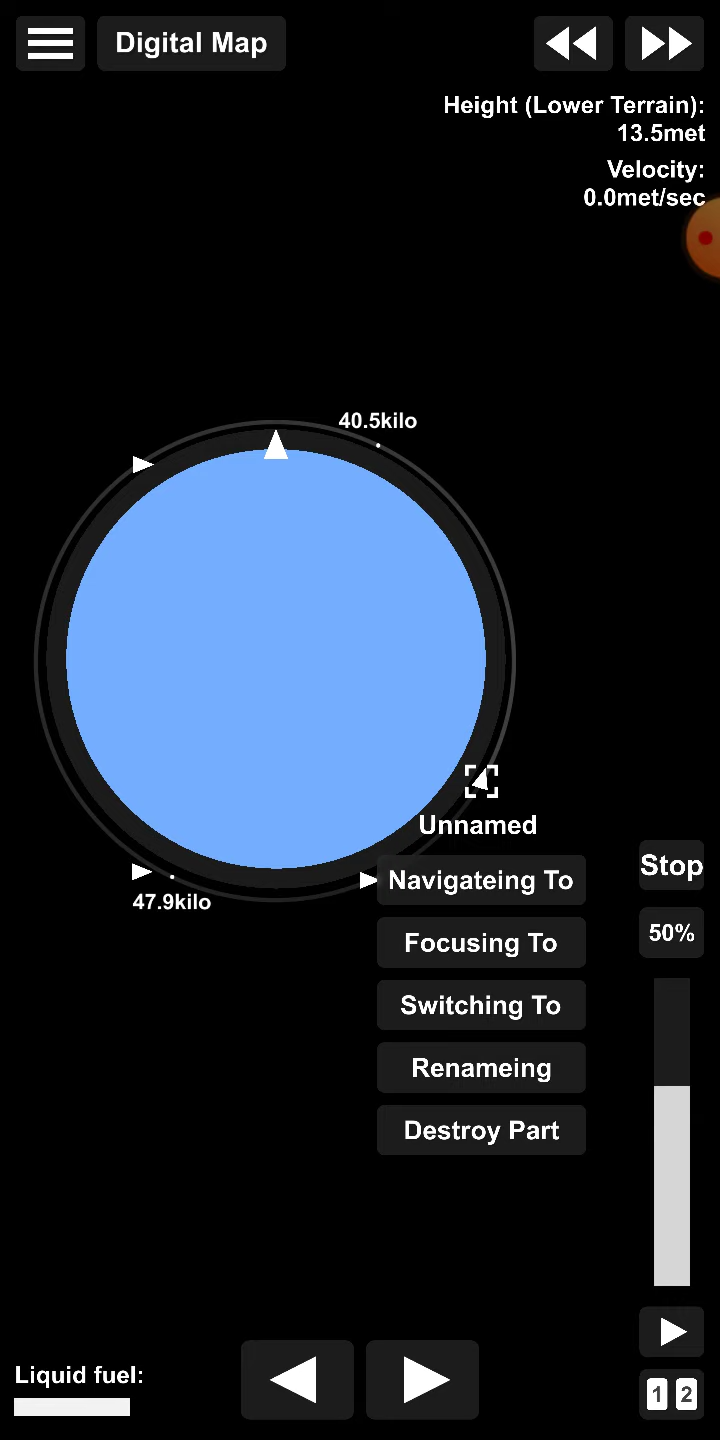 Digital Map
Height (Lower Terrain):
13.5met
Velocity:
0.0met/sec
40.5kilo
Unnamed
47.9kilo
Navigateing To
Focusing To
Switching To
Renameing
Destroy Part
Stop
50%
Liquid fuel:
1 2